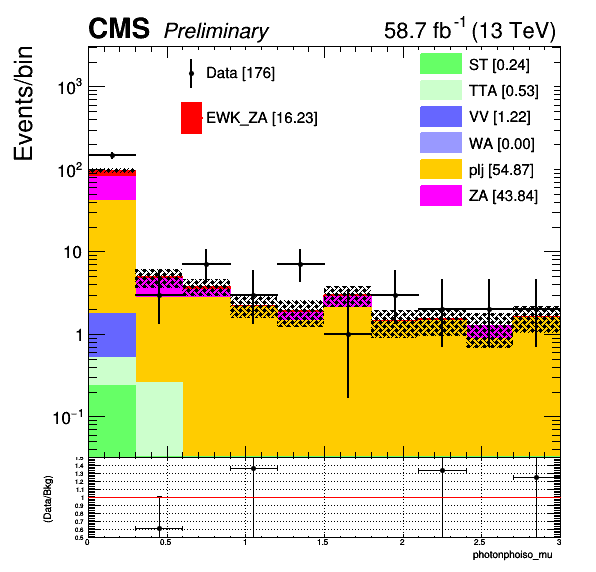 CMS Preliminary 58.7 fb⁻¹ (13 TeV)
Events/bin
Data [176]
EWK_ZA [16.23]
ST [0.24]
TTA [0.53]
VV [1.22]
WA [0.00]
plj [54.87]
ZA [43.84]
10³
10²
10
1
10⁻¹
(Data/Bkg)
1.5
1.4
1.3
1.2
1.1
1
0.9
0.8
0.7
0.6
0.5
0 0.5 1 1.5 2 2.5 3
photonphoiso_mu